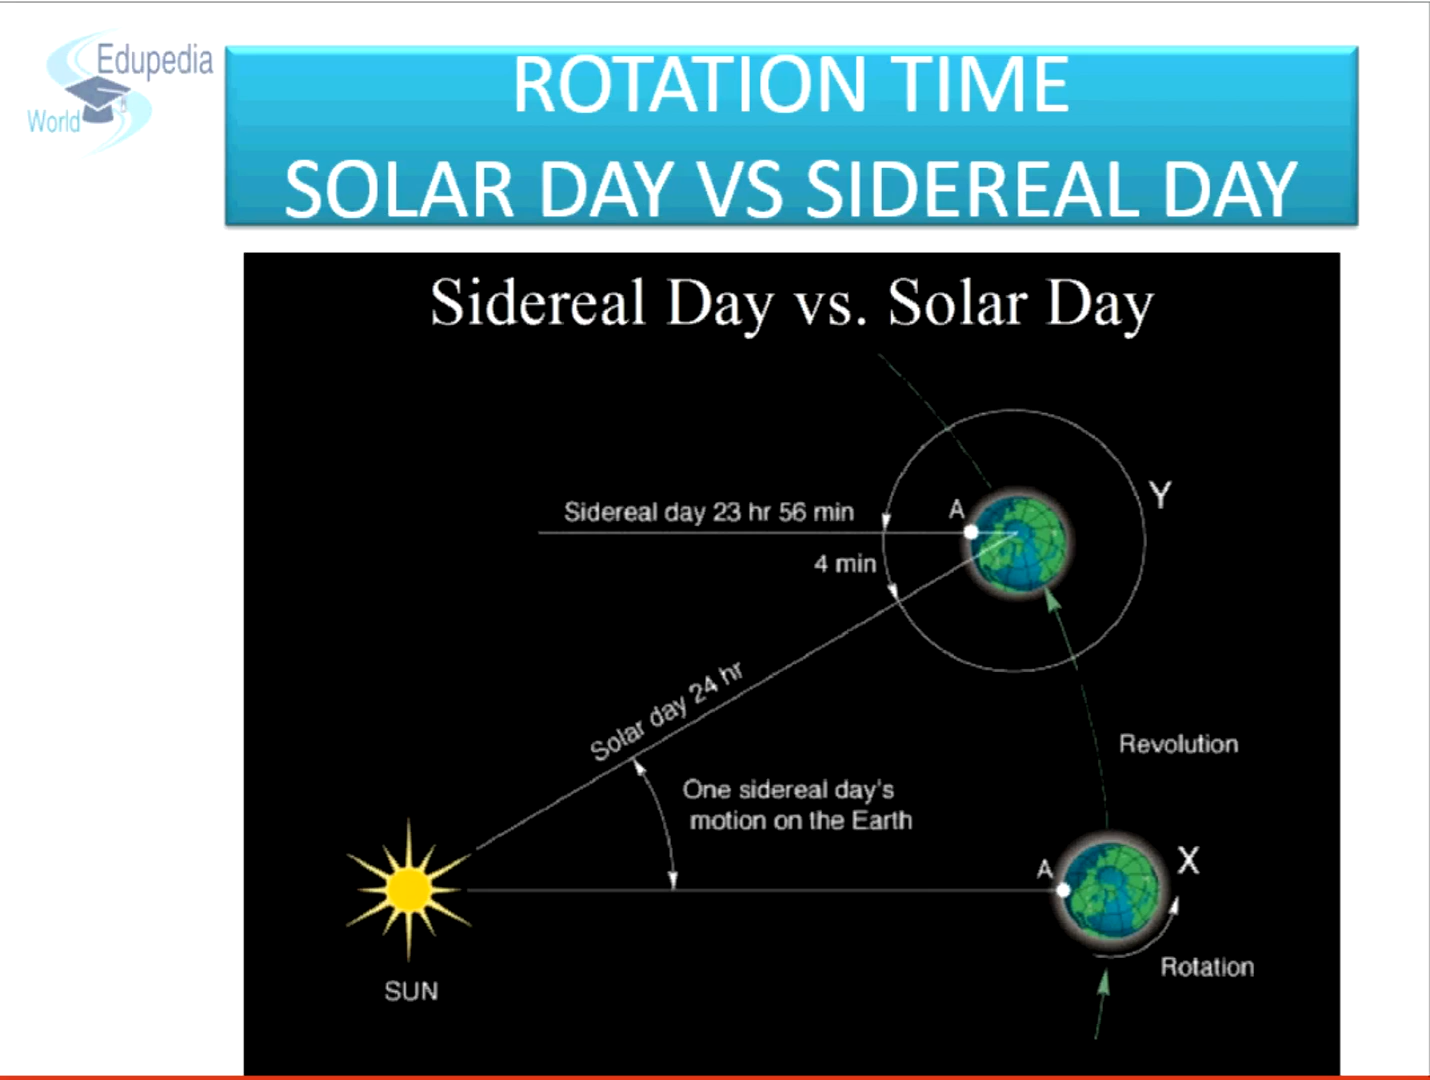 Edupedia
World
ROTATION TIME
SOLAR DAY VS SIDEREAL DAY
Sidereal Day vs. Solar Day
Y
A
Sidereal day 23 hr 56 min
4 min
Solar day 24 hr
Revolution
One sidereal day's
motion on the Earth
A
X
Rotation
SUN